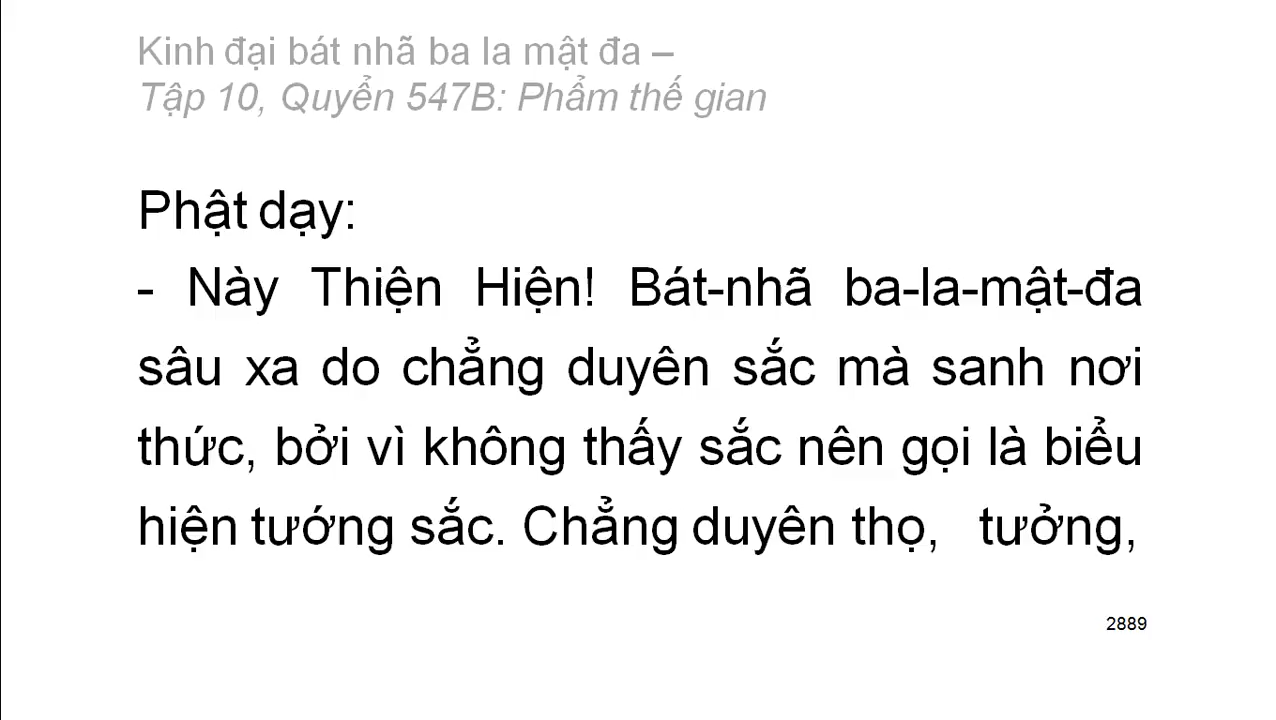 Kinh đại bát nhã ba la mật đa –
Tập 10, Quyển 547B: Phẩm thế gian
Phật dạy:
- Này Thiện Hiện! Bát-nhã ba-la-mật-đa
sâu xa do chẳng duyên sắc mà sanh nơi
thức, bởi vì không thấy sắc nên gọi là biểu
hiện tướng sắc. Chẳng duyên thọ, tưởng,
2889